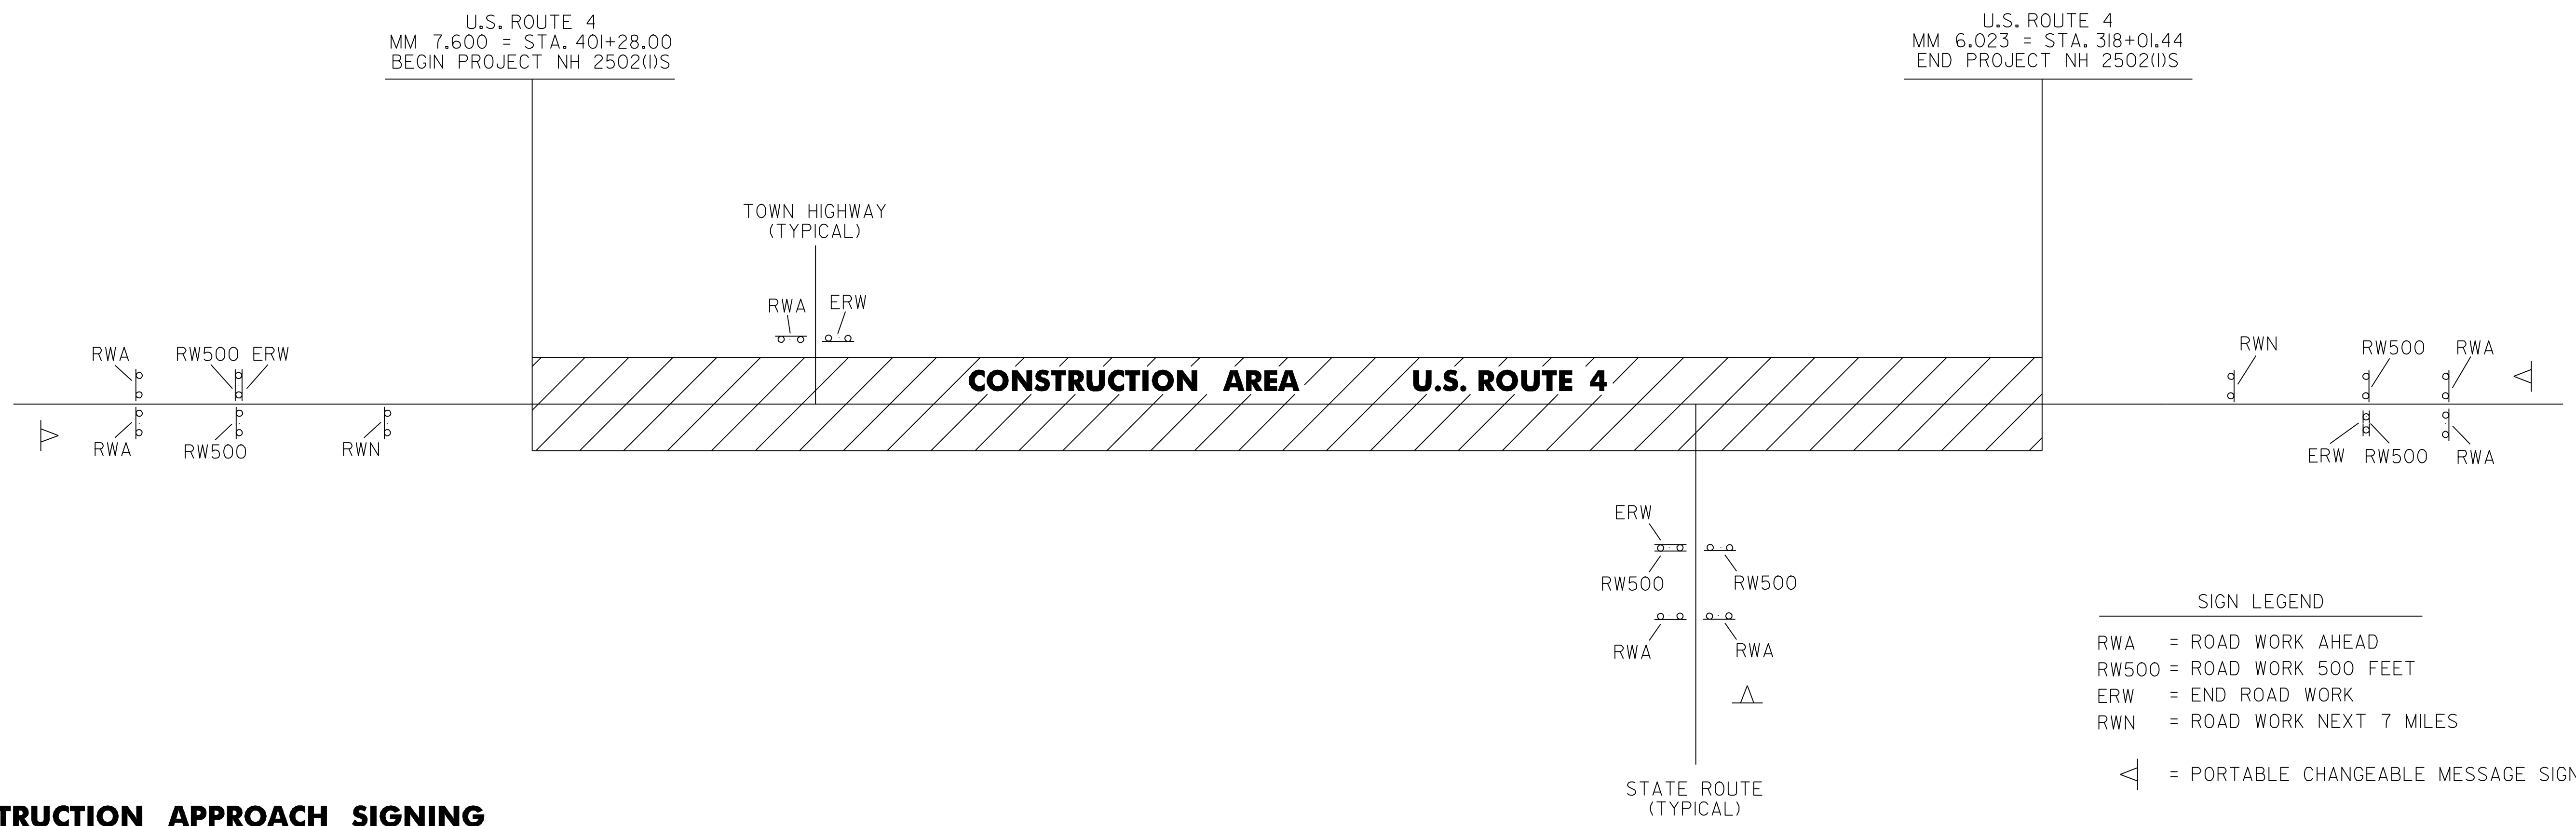 U.S. ROUTE 4
MM 7.600 = STA. 401+28.00
BEGIN PROJECT NH 2502(1)S
U.S. ROUTE 4
MM 6.023 = STA. 318+01.44
END PROJECT NH 2502(1)S
TOWN HIGHWAY
(TYPICAL)
RWA ERW
RWA RW500 ERW
RWN RW500 RWA
CONSTRUCTION AREA U.S. ROUTE 4
RWA RW500 RWN
ERW RW500 RWA
ERW
RW500 RW500
RWA RWA
STATE ROUTE
(TYPICAL)
SIGN LEGEND
RWA = ROAD WORK AHEAD
RW500 = ROAD WORK 500 FEET
ERW = END ROAD WORK
RWN = ROAD WORK NEXT 7 MILES
= PORTABLE CHANGEABLE MESSAGE SIGN
TRUCTION APPROACH SIGNING